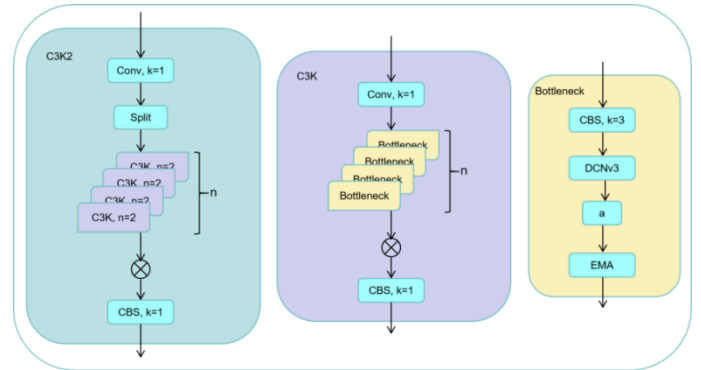 C3K2
Conv, k=1
Split
C3K, n=2
C3K, n=2
C3K, n=2
C3K, n=2
n
CBS, k=1
C3K
Conv, k=1
Bottleneck
Bottleneck
Bottleneck
Bottleneck
n
CBS, k=1
Bottleneck
CBS, k=3
DCNv3
a
EMA